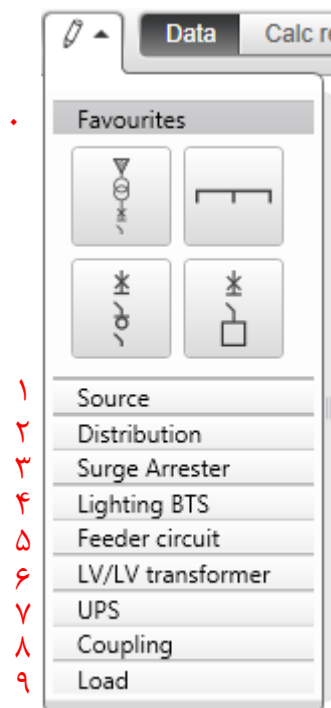 Data Calc re
۰ Favourites
۱ Source
۲ Distribution
۳ Surge Arrester
۴ Lighting BTS
۵ Feeder circuit
۶ LV/LV transformer
۷ UPS
۸ Coupling
۹ Load